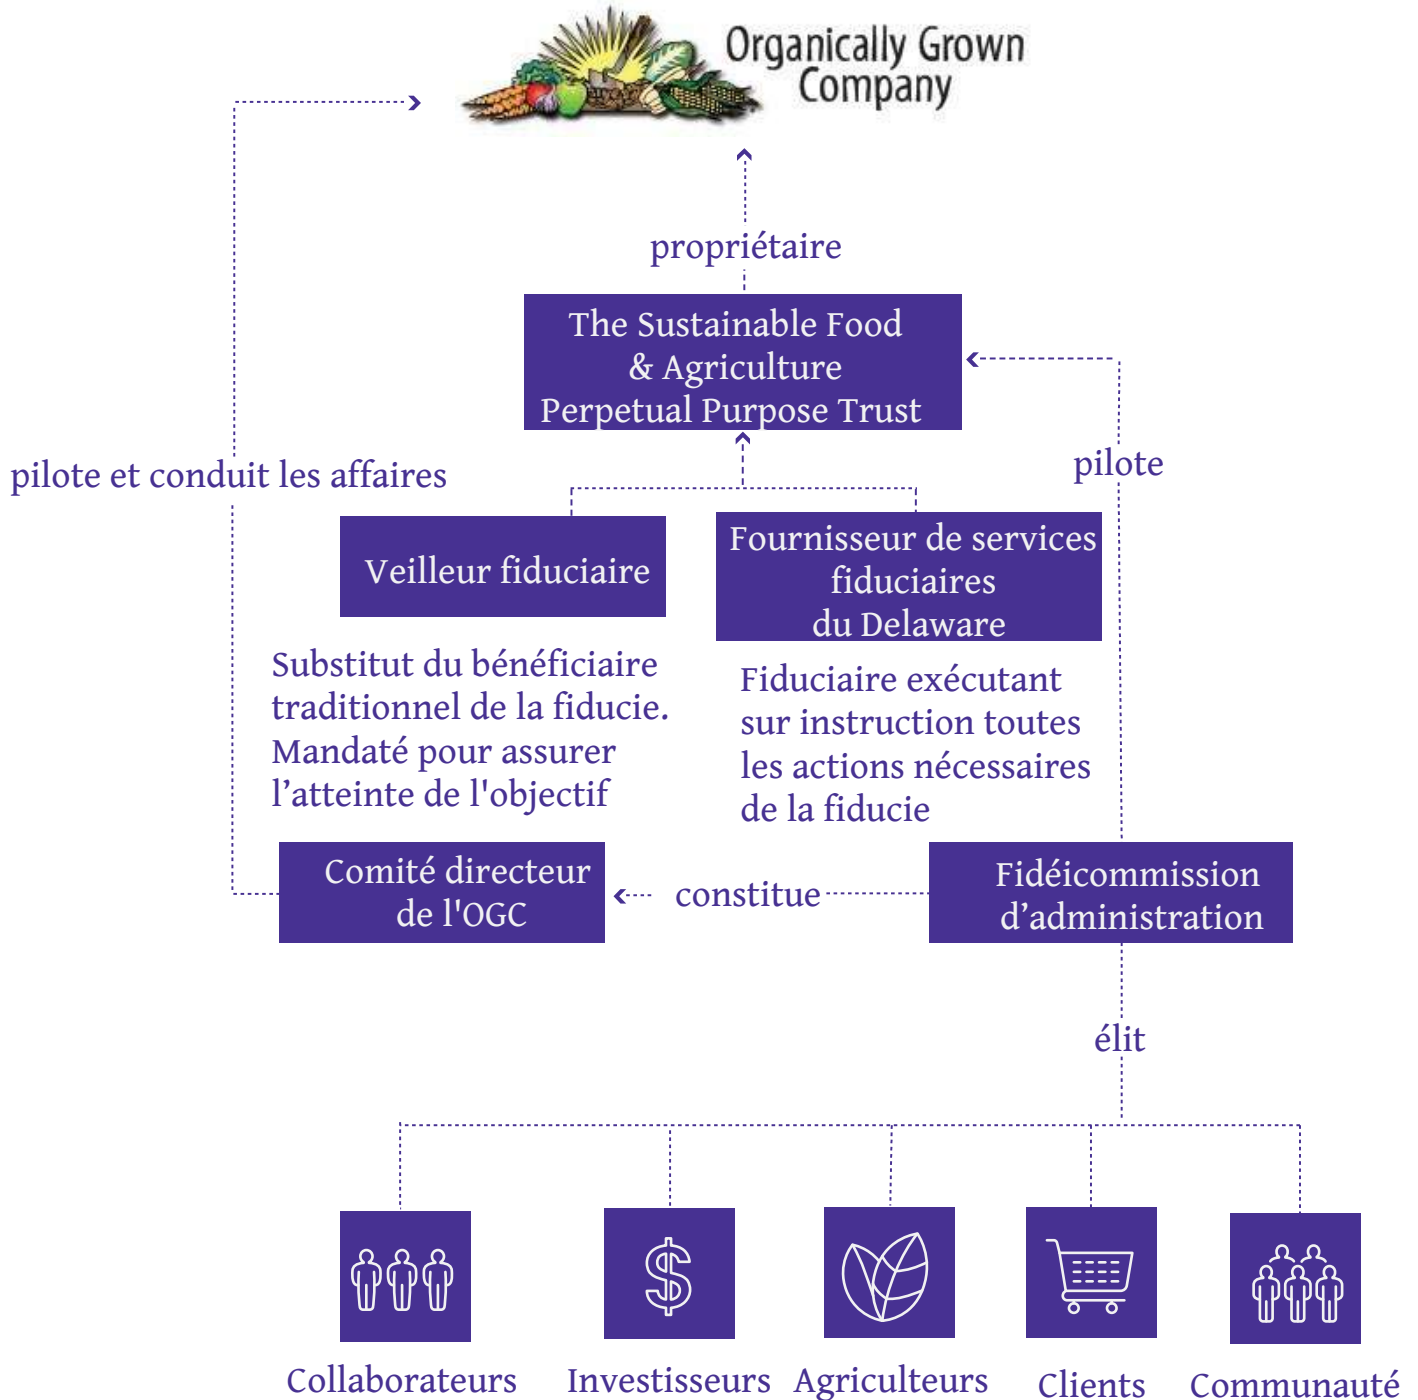 Organically Grown
Company
propriétaire
The Sustainable Food
& Agriculture
Perpetual Purpose Trust
pilote et conduit les affaires
pilote
Veilleur fiduciaire
Fournisseur de services
fiduciaires
du Delaware
Substitut du bénéficiaire
traditionnel de la fiducie.
Mandaté pour assurer
l’atteinte de l'objectif
Fiduciaire exécutant
sur instruction toutes
les actions nécessaires
de la fiducie
Comité directeur
de l'OGC
constitue
Fidéicommission
d’administration
élit
$
Collaborateurs
Investisseurs
Agriculteurs
Clients
Communauté